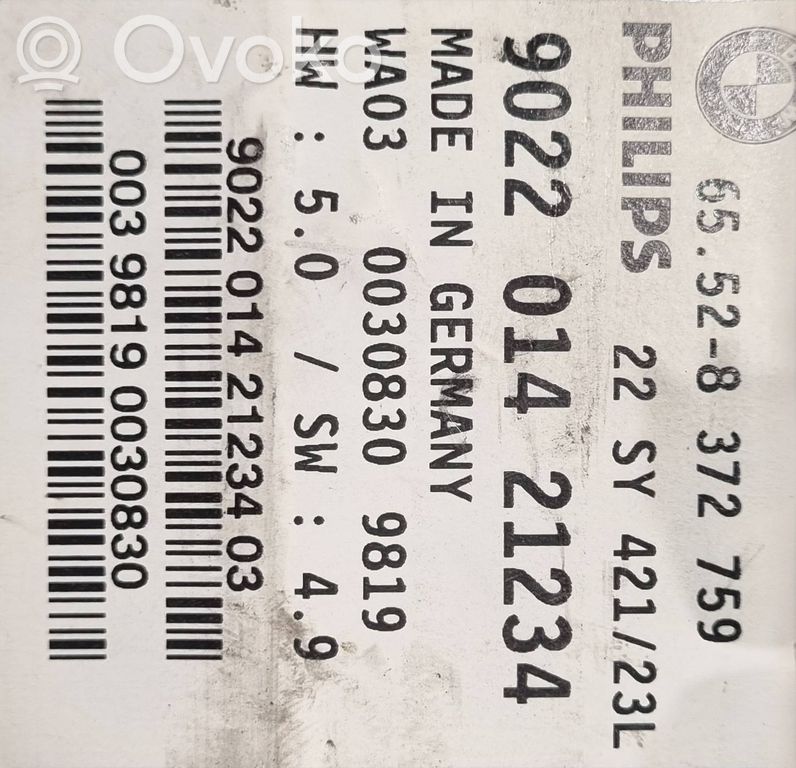 65.52-8 372 759
PHILIPS 22 SY 421/23L
9022 014 21234
MADE IN GERMANY
WA03 0030830 9819
HW : 5.0 / SW : 4.9
9022 014 21234 03
003 9819 0030830
Ovoko